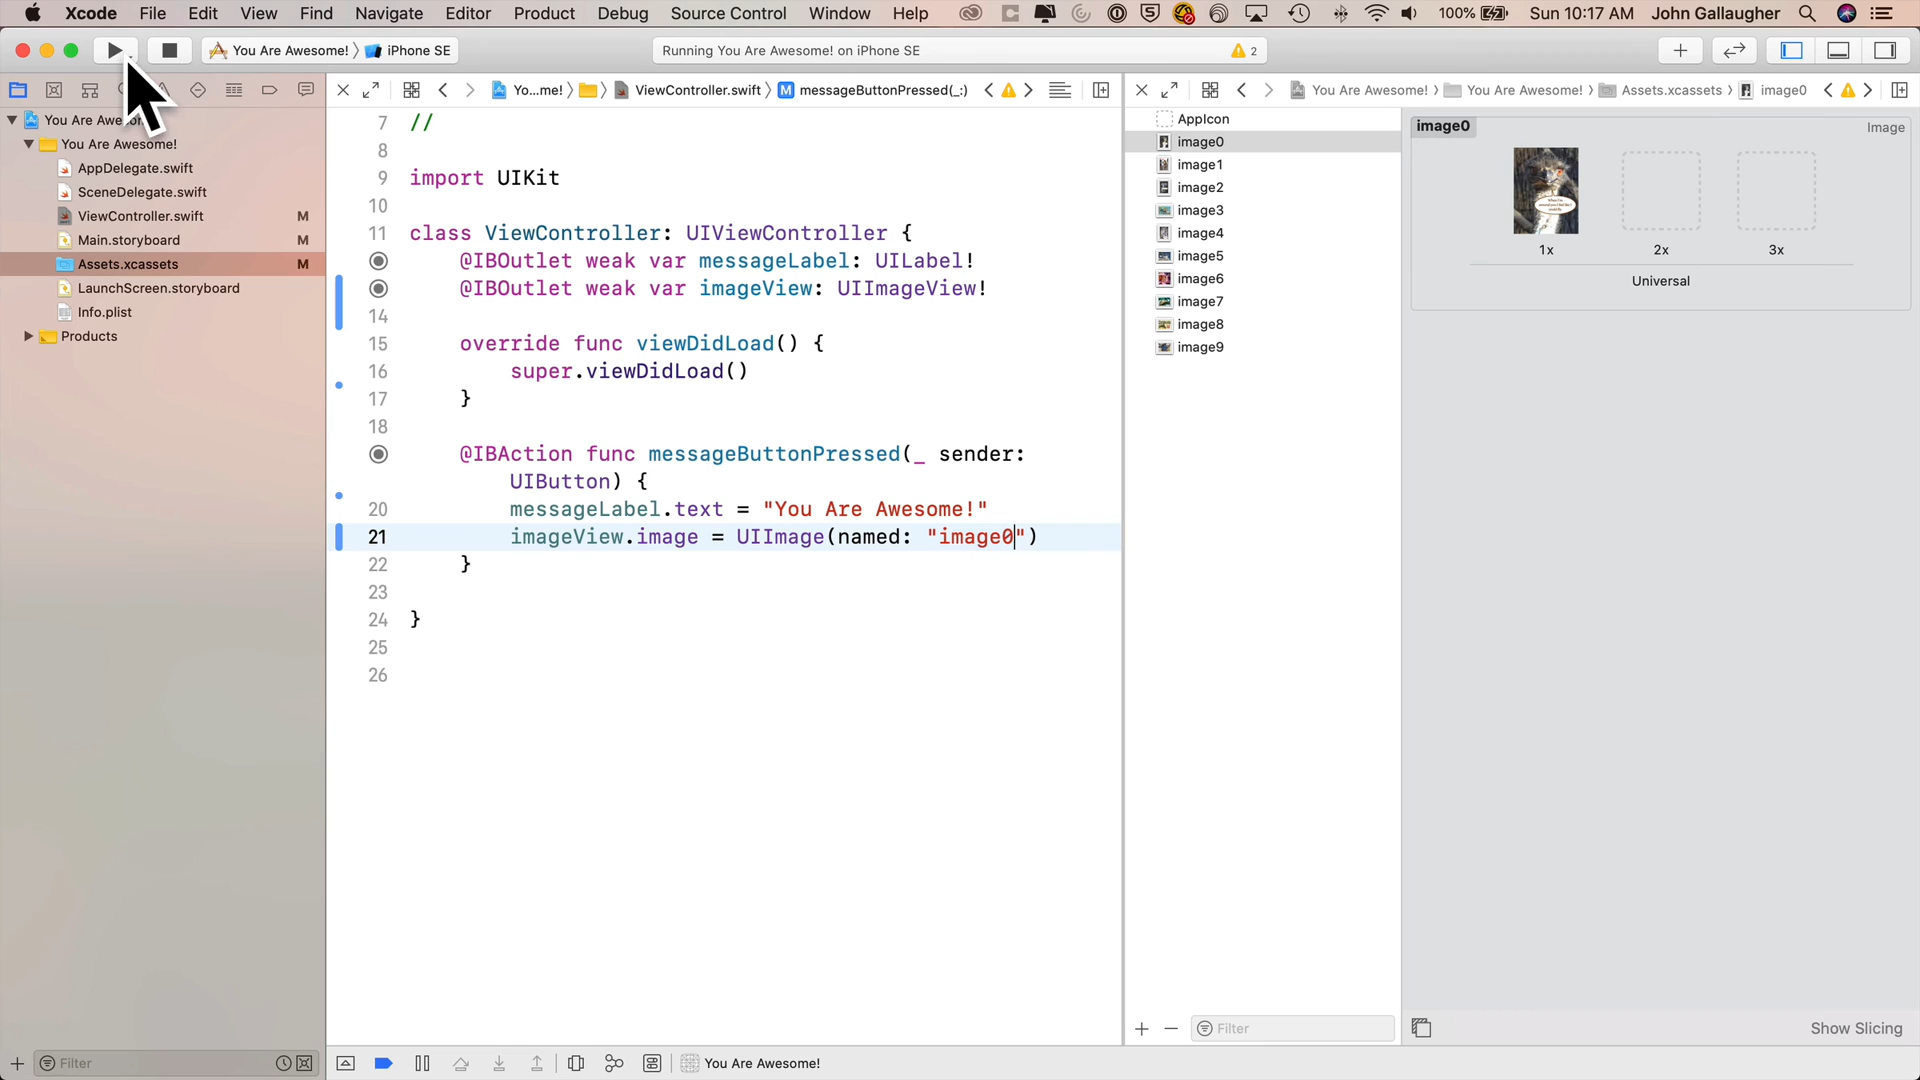 Xcode File Edit View Find Navigate Editor Product Debug Source Control Window Help 100% Sun 10:17 AM John Gallaugher
You Are Awesome! 〉 iPhone SE
Running You Are Awesome! on iPhone SE
2
Yo...me! 〉 〉 ViewController.swift 〉 M messageButtonPressed(_:)
You Are Awesome! 〉 You Are Awesome! 〉 Assets.xcassets 〉 image0
You Are Aweso
You Are Awesome!
AppDelegate.swift
SceneDelegate.swift
ViewController.swift M
Main.storyboard M
Assets.xcassets M
LaunchScreen.storyboard
Info.plist
Products
Filter
7 //
8
9 import UIKit
10
11 class ViewController: UIViewController {
@IBOutlet weak var messageLabel: UILabel!
@IBOutlet weak var imageView: UIImageView!
14
15 override func viewDidLoad() {
16 super.viewDidLoad()
17 }
18
@IBAction func messageButtonPressed(_ sender:
UIButton) {
20 messageLabel.text = "You Are Awesome!"
21 imageView.image = UIImage(named: "image0")
22 }
23
24 }
25
26
You Are Awesome!
AppIcon
image0
image1
image2
image3
image4
image5
image6
image7
image8
image9
Filter
image0 Image
1x 2x 3x
Universal
Show Slicing